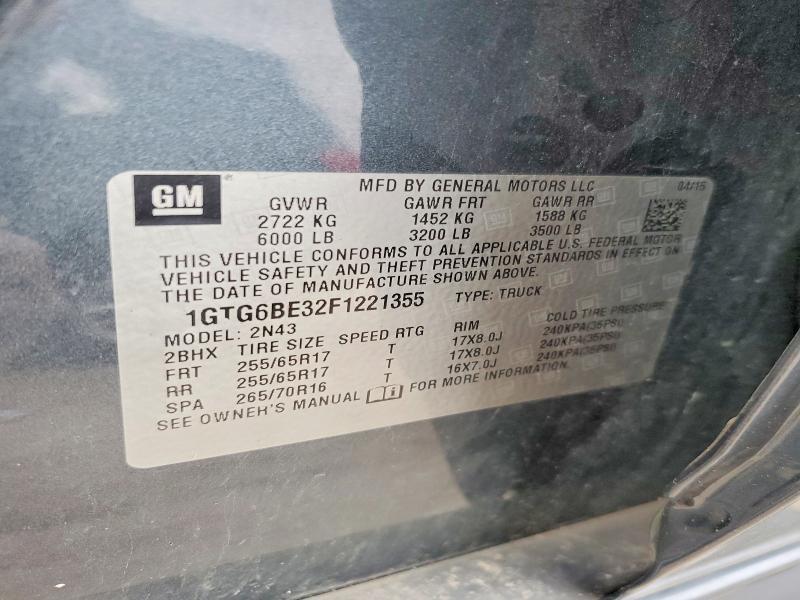 GM
MFD BY GENERAL MOTORS LLC 04/15
GVWR GAWR FRT GAWR RR
2722 KG 1452 KG 1588 KG
6000 LB 3200 LB 3500 LB
THIS VEHICLE CONFORMS TO ALL APPLICABLE U.S. FEDERAL MOTOR
VEHICLE SAFETY AND THEFT PREVENTION STANDARDS IN EFFECT ON
THE DATE OF MANUFACTURE SHOWN ABOVE.
1GTG6BE32F1221355 TYPE: TRUCK
MODEL: 2N43
2BHX TIRE SIZE SPEED RTG RIM COLD TIRE PRESSURE
FRT 255/65R17 T 17X8.0J 240KPA(35PSI)
RR 255/65R17 T 17X8.0J 240KPA(35PSI)
SPA 265/70R16 T 16X7.0J 240KPA(35PSI)
SEE OWNER'S MANUAL FOR MORE INFORMATION.